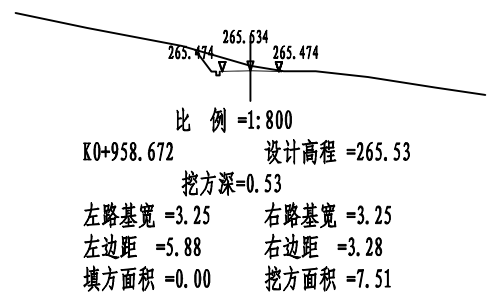 265.534
265.474 265.474
比 例 =1:800
K0+958.672 设计高程 =265.53
挖方深=0.53
左路基宽 =3.25 右路基宽 =3.25
左边距 =5.88 右边距 =3.28
填方面积 =0.00 挖方面积 =7.51